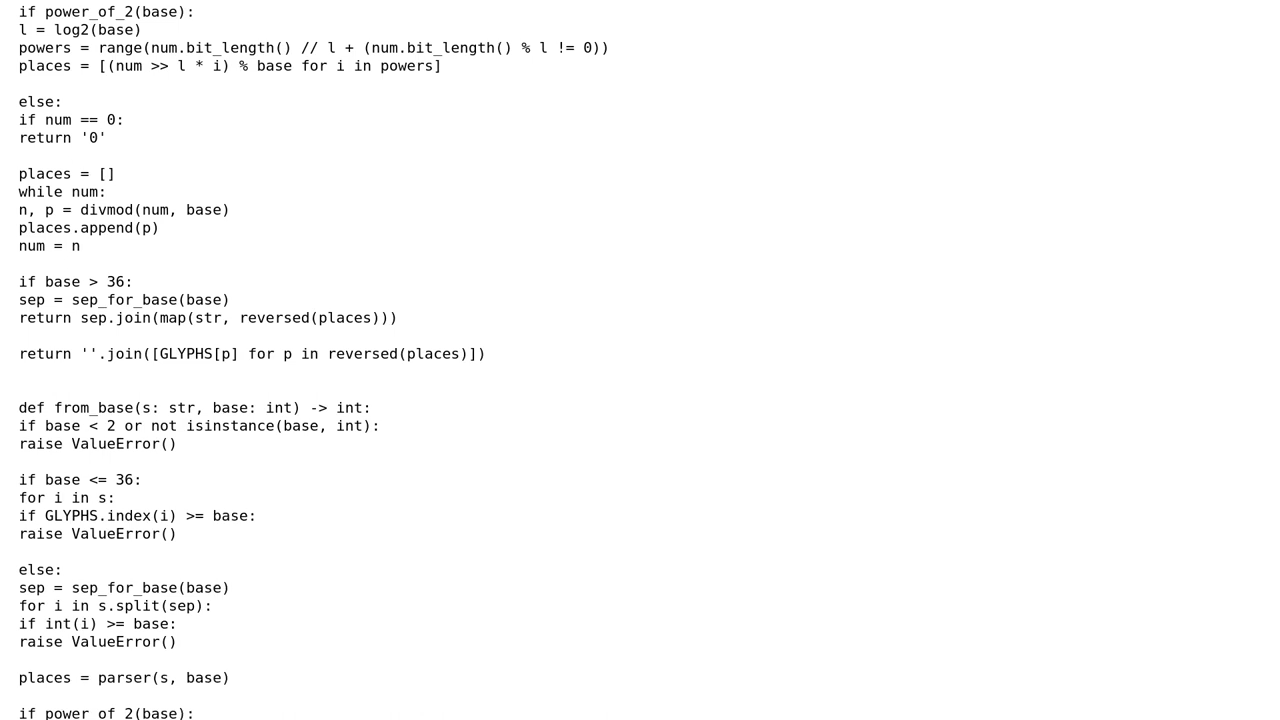 if power_of_2(base):
l = log2(base)
powers = range(num.bit_length() // l + (num.bit_length() % l != 0))
places = [(num >> l * i) % base for i in powers]

else:
if num == 0:
return '0'

places = []
while num:
n, p = divmod(num, base)
places.append(p)
num = n

if base > 36:
sep = sep_for_base(base)
return sep.join(map(str, reversed(places)))

return ''.join([GLYPHS[p] for p in reversed(places)])


def from_base(s: str, base: int) -> int:
if base < 2 or not isinstance(base, int):
raise ValueError()

if base <= 36:
for i in s:
if GLYPHS.index(i) >= base:
raise ValueError()

else:
sep = sep_for_base(base)
for i in s.split(sep):
if int(i) >= base:
raise ValueError()

places = parser(s, base)

if power_of_2(base):